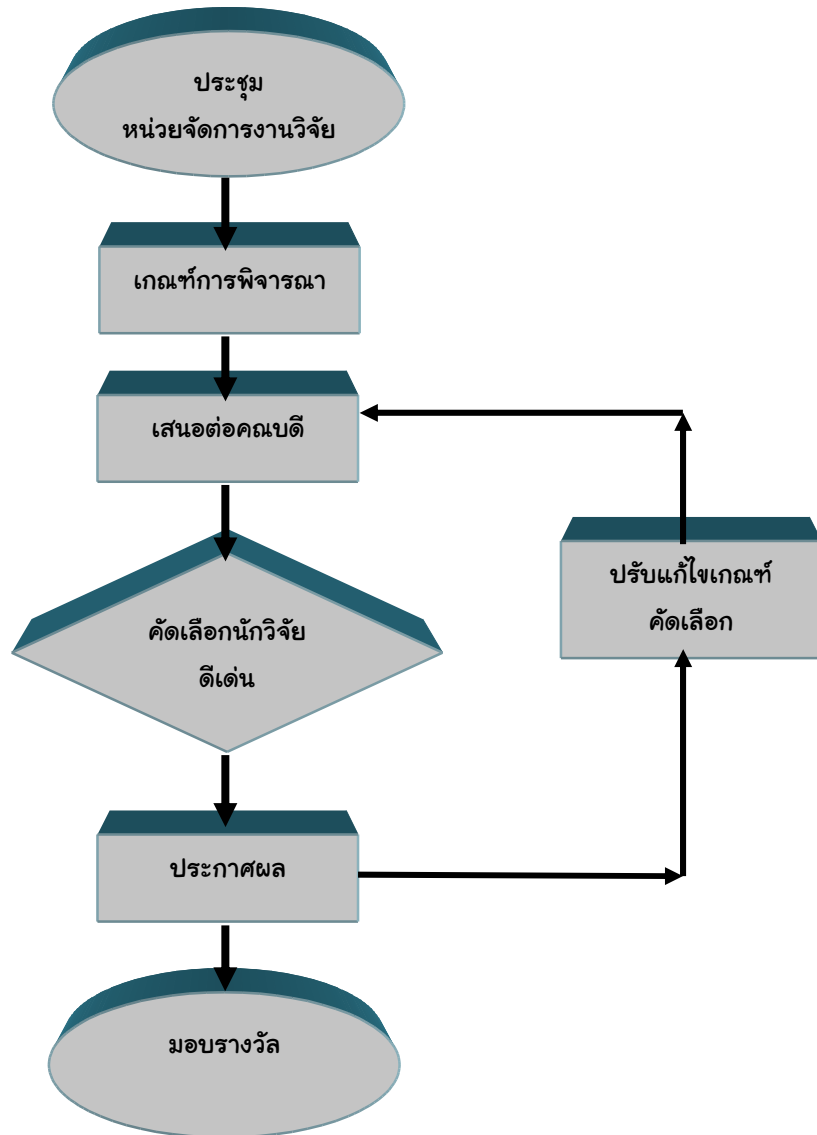 ประชุม
หน่วยจัดการงานวิจัย
เกณฑ์การพิจารณา
เสนอต่อคณบดี
คัดเลือกนักวิจัย
ดีเด่น
ปรับแก้ไขเกณฑ์
คัดเลือก
ประกาศผล
มอบรางวัล